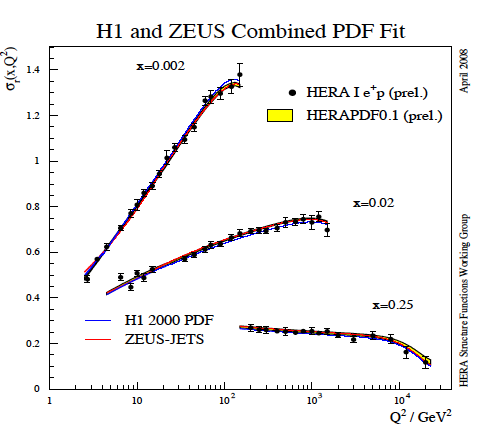 H1 and ZEUS Combined PDF Fit
σr(x,Q²)
April 2008
x=0.002
HERA I e⁺p (prel.)
HERAPDF0.1 (prel.)
x=0.02
x=0.25
H1 2000 PDF
ZEUS-JETS
HERA Structure Functions Working Group
1.4
1.2
1
0.8
0.6
0.4
0.2
0
1 10 10² 10³ 10⁴
Q² / GeV²